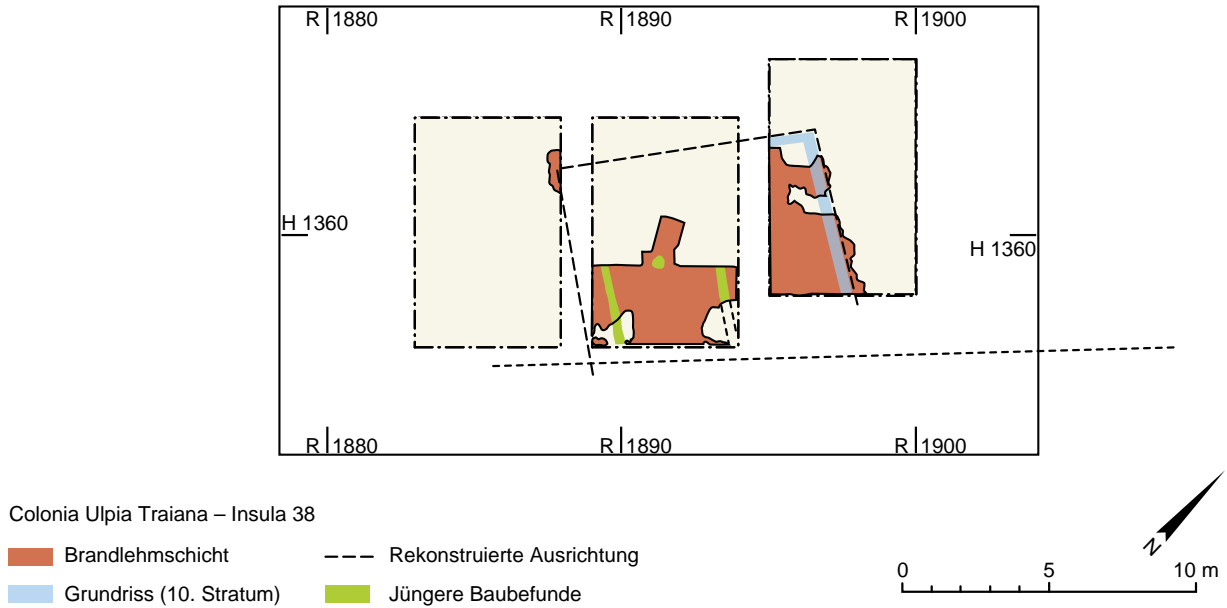 R 1880 R 1890 R 1900
H 1360
H 1360
R 1880 R 1890 R 1900
Colonia Ulpia Traiana – Insula 38
Brandlehmschicht
Rekonstruierte Ausrichtung
Grundriss (10. Stratum)
Jüngere Baubefunde
N
0 5 10 m